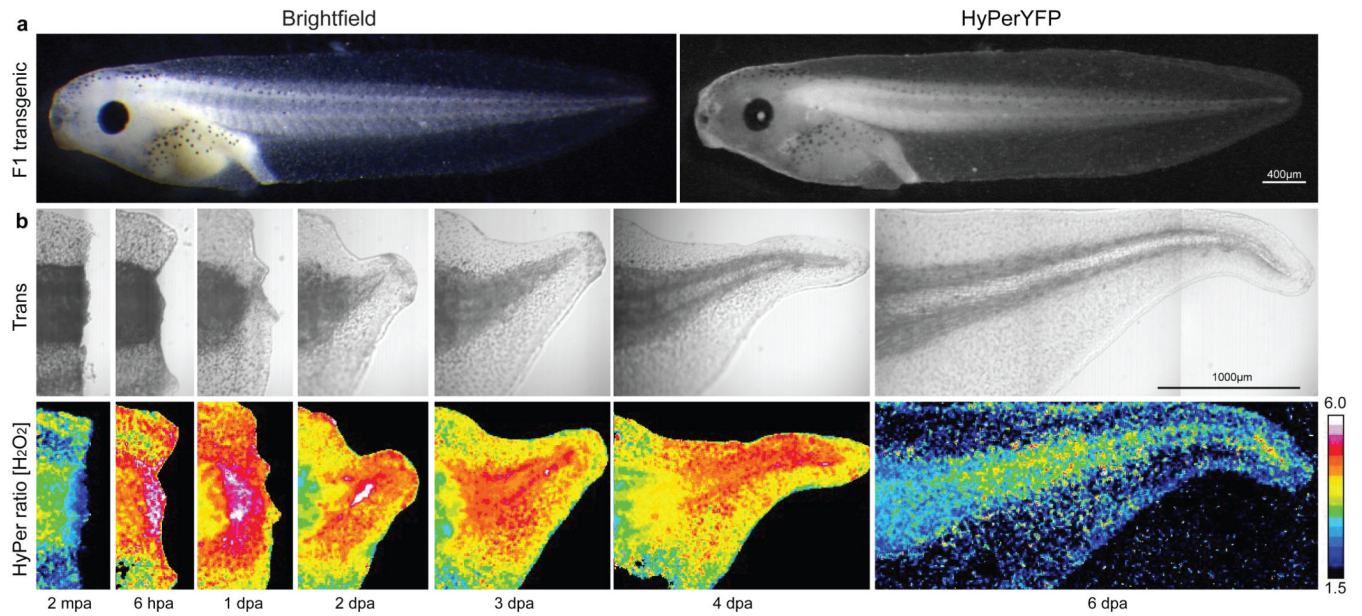 Brightfield
HyPerYFP
a
F1 transgenic
400µm
b
Trans
1000µm
HyPer ratio [H2O2]
6.0
1.5
2 mpa
6 hpa
1 dpa
2 dpa
3 dpa
4 dpa
6 dpa